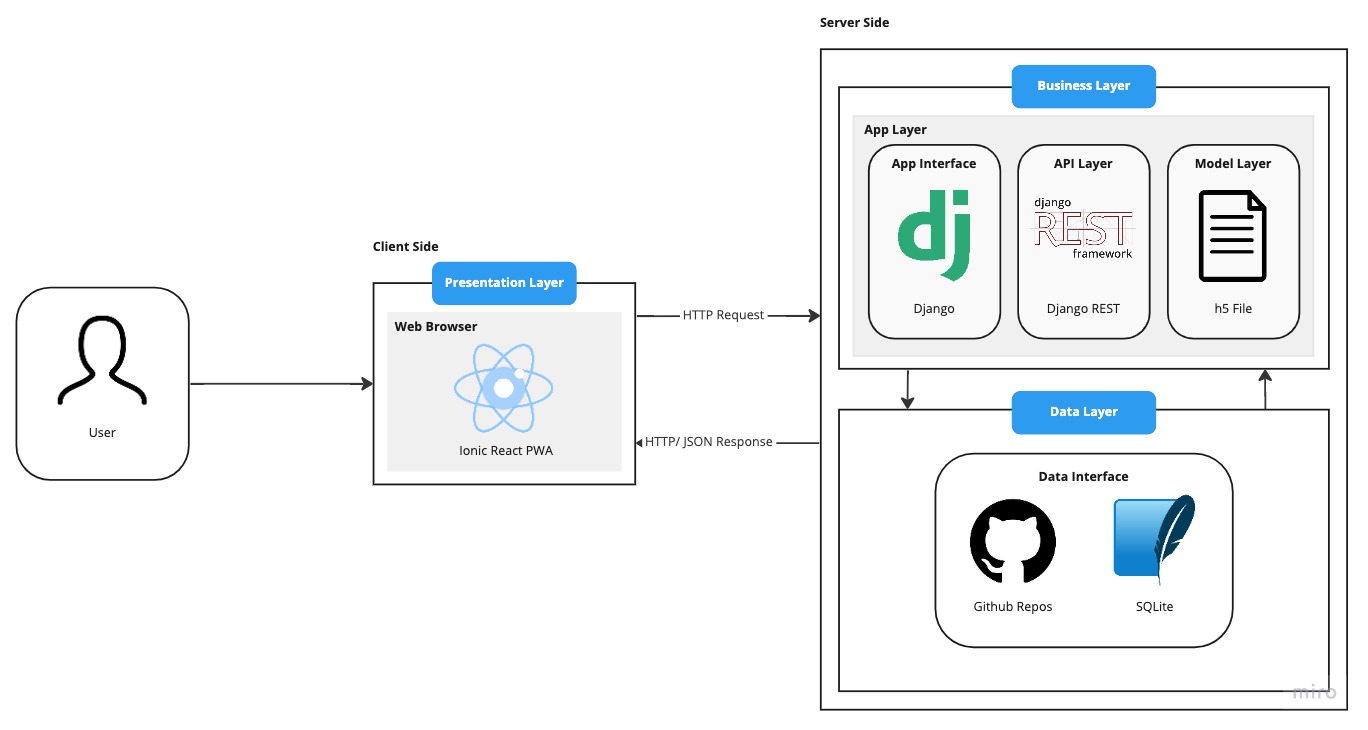 Server Side
Business Layer
App Layer
App Interface
API Layer
Model Layer
dj
django
REST
framework
Django
Django REST
h5 File
Client Side
Presentation Layer
Web Browser
Ionic React PWA
User
HTTP Request
HTTP/ JSON Response
Data Layer
Data Interface
Github Repos
SQLite
miro